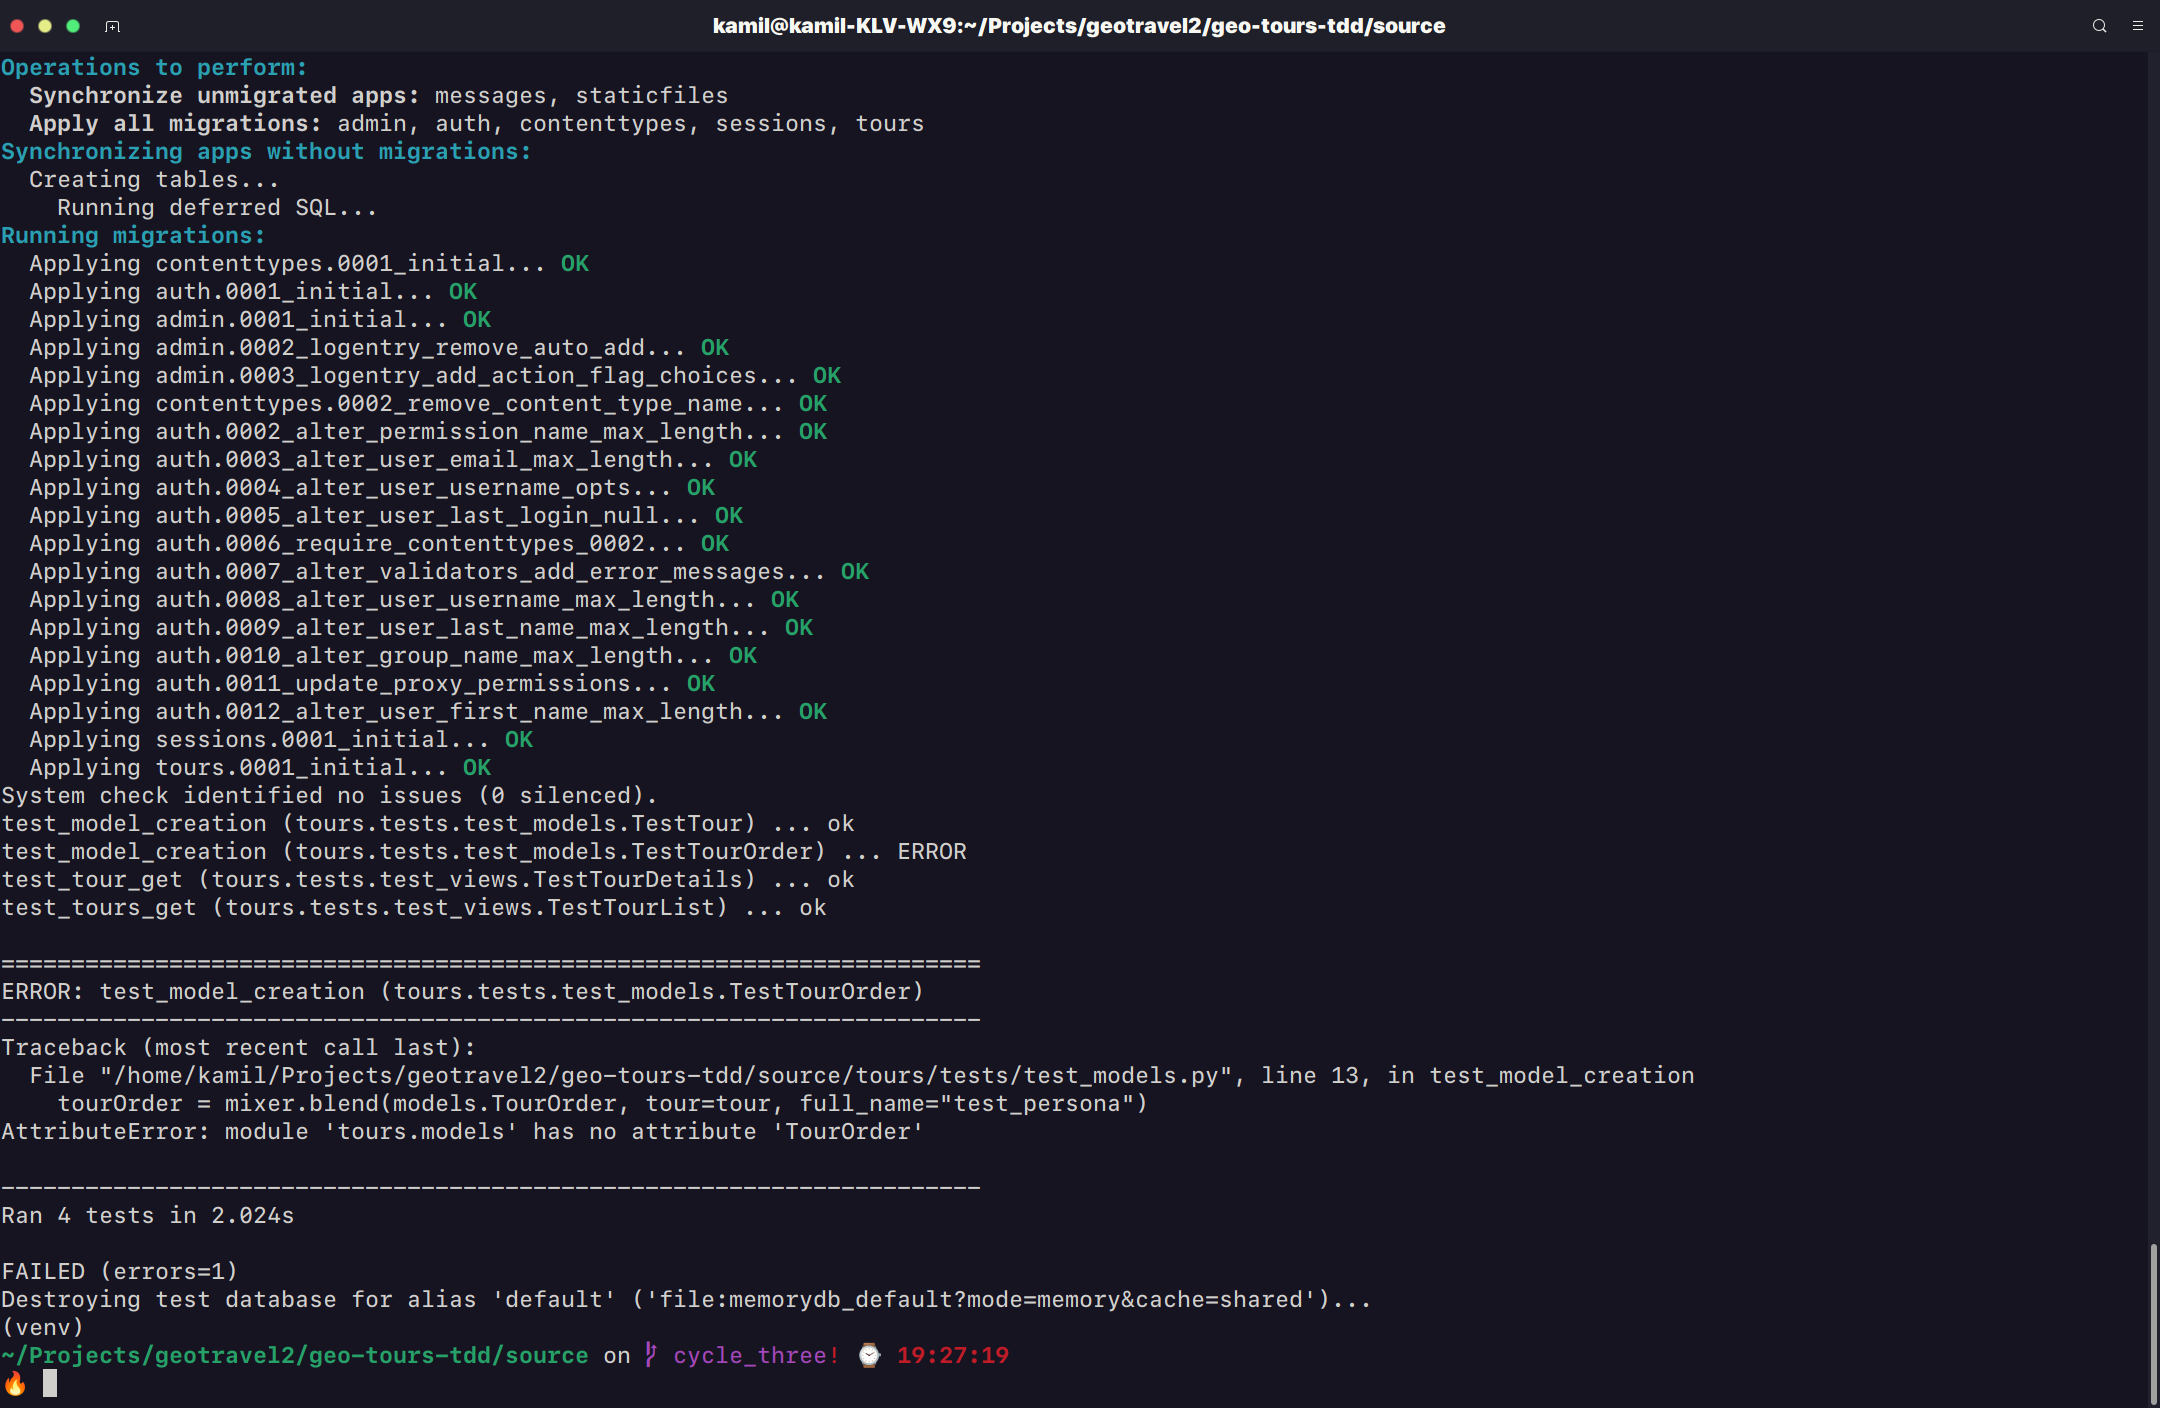 kamil@kamil-KLV-WX9:~/Projects/geotravel2/geo-tours-tdd/source
Operations to perform:
  Synchronize unmigrated apps: messages, staticfiles
  Apply all migrations: admin, auth, contenttypes, sessions, tours
Synchronizing apps without migrations:
  Creating tables...
    Running deferred SQL...
Running migrations:
  Applying contenttypes.0001_initial... OK
  Applying auth.0001_initial... OK
  Applying admin.0001_initial... OK
  Applying admin.0002_logentry_remove_auto_add... OK
  Applying admin.0003_logentry_add_action_flag_choices... OK
  Applying contenttypes.0002_remove_content_type_name... OK
  Applying auth.0002_alter_permission_name_max_length... OK
  Applying auth.0003_alter_user_email_max_length... OK
  Applying auth.0004_alter_user_username_opts... OK
  Applying auth.0005_alter_user_last_login_null... OK
  Applying auth.0006_require_contenttypes_0002... OK
  Applying auth.0007_alter_validators_add_error_messages... OK
  Applying auth.0008_alter_user_username_max_length... OK
  Applying auth.0009_alter_user_last_name_max_length... OK
  Applying auth.0010_alter_group_name_max_length... OK
  Applying auth.0011_update_proxy_permissions... OK
  Applying auth.0012_alter_user_first_name_max_length... OK
  Applying sessions.0001_initial... OK
  Applying tours.0001_initial... OK
System check identified no issues (0 silenced).
test_model_creation (tours.tests.test_models.TestTour) ... ok
test_model_creation (tours.tests.test_models.TestTourOrder) ... ERROR
test_tour_get (tours.tests.test_views.TestTourDetails) ... ok
test_tours_get (tours.tests.test_views.TestTourList) ... ok
======================================================================
ERROR: test_model_creation (tours.tests.test_models.TestTourOrder)
----------------------------------------------------------------------
Traceback (most recent call last):
  File "/home/kamil/Projects/geotravel2/geo-tours-tdd/source/tours/tests/test_models.py", line 13, in test_model_creation
    tourOrder = mixer.blend(models.TourOrder, tour=tour, full_name="test_persona")
AttributeError: module 'tours.models' has no attribute 'TourOrder'
----------------------------------------------------------------------
Ran 4 tests in 2.024s
FAILED (errors=1)
Destroying test database for alias 'default' ('file:memorydb_default?mode=memory&cache=shared')...
(venv)
~/Projects/geotravel2/geo-tours-tdd/source on cycle_three! ⌚ 19:27:19
🔥